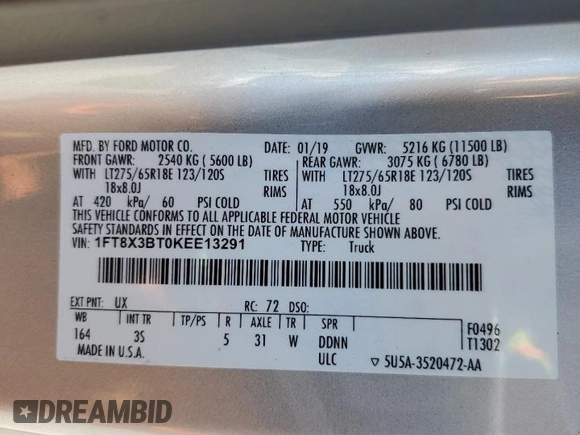 MFD. BY FORD MOTOR CO.
DATE: 01/19 GVWR: 5216 KG (11500 LB)
FRONT GAWR: 2540 KG ( 5600 LB)
REAR GAWR: 3075 KG ( 6780 LB)
WITH LT275/65R18E 123/120S TIRES
WITH LT275/65R18E 123/120S TIRES
18x8.0J
18x8.0J
AT 420 kPa/ 60 PSI COLD
AT 550 kPa/ 80 PSI COLD
THIS VEHICLE CONFORMS TO ALL APPLICABLE FEDERAL MOTOR VEHICLE
SAFETY STANDARDS IN EFFECT ON THE DATE OF MANUFACTURE SHOWN ABOVE.
VIN: 1FT8X3BT0KEE13291 TYPE: Truck
EXT PNT: UX RC: 72 DSO:
WB INT TR TP/PS R AXLE TR SPR
164 3S 5 31 W DDNN
F0496
T1302
MADE IN U.S.A. ULC ▽ 5U5A-3520472-AA
DREAMBID